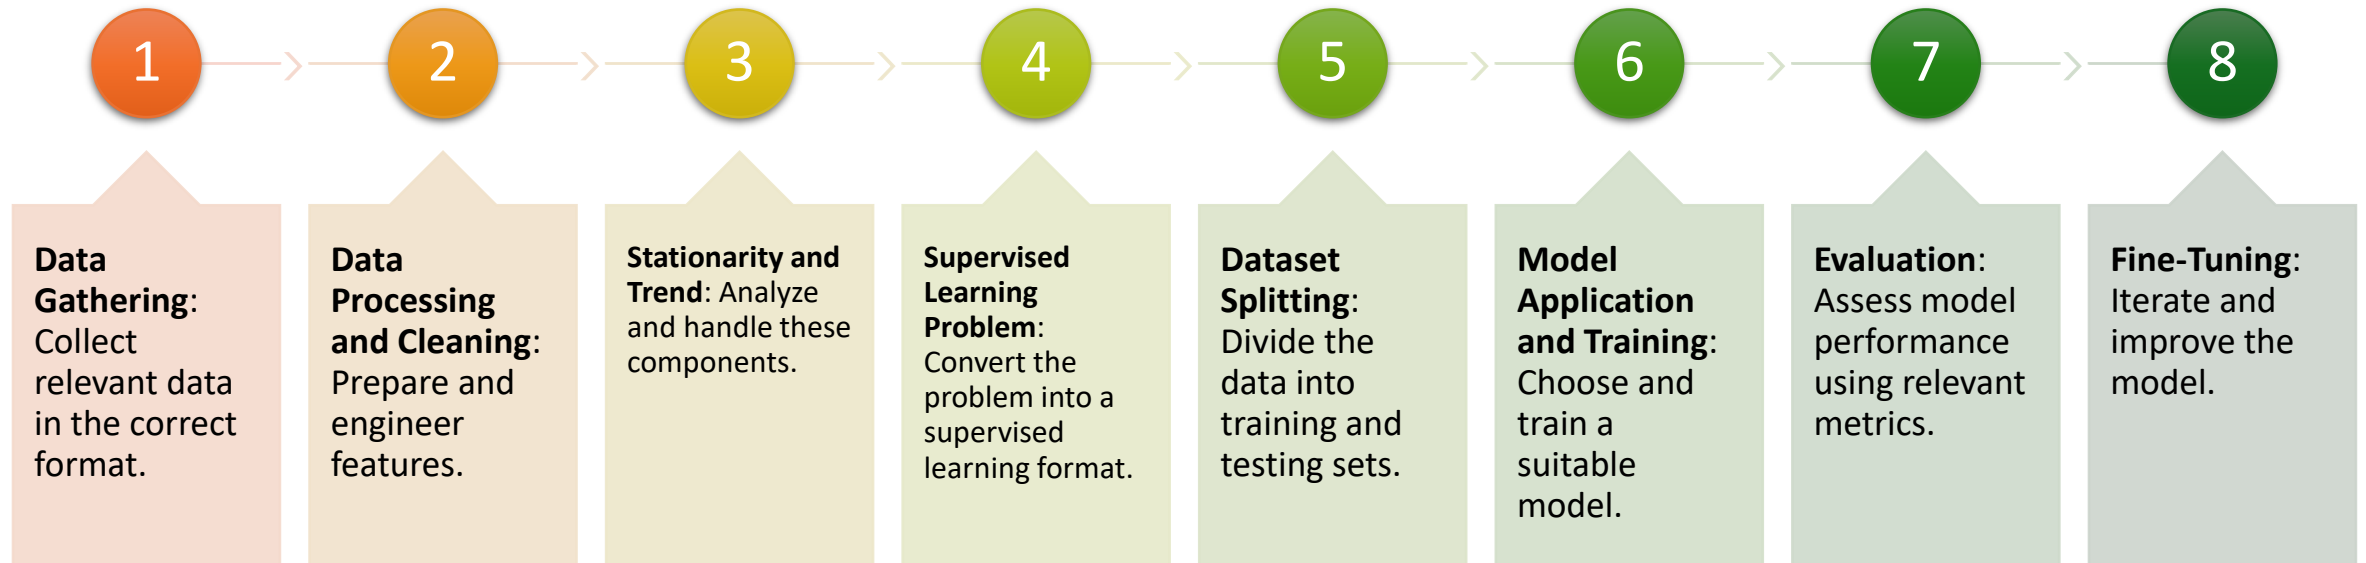 1
2
3
4
5
6
7
8
Data
Gathering:
Collect
relevant data
in the correct
format.
Data
Processing
and Cleaning:
Prepare and
engineer
features.
Stationarity and
Trend: Analyze
and handle these
components.
Supervised
Learning
Problem:
Convert the
problem into a
supervised
learning format.
Dataset
Splitting:
Divide the
data into
training and
testing sets.
Model
Application
and Training:
Choose and
train a
suitable
model.
Evaluation:
Assess model
performance
using relevant
metrics.
Fine-Tuning:
Iterate and
improve the
model.